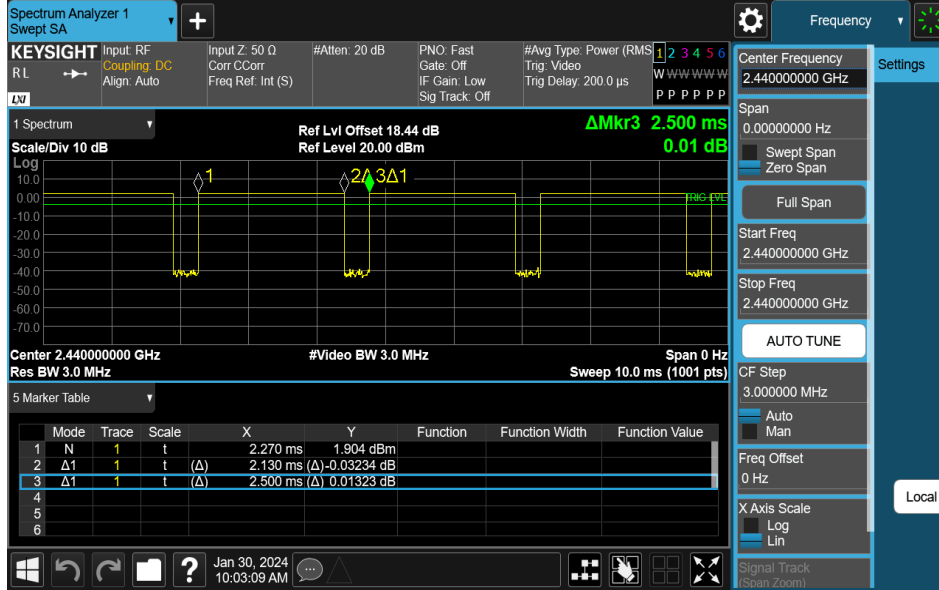 Spectrum Analyzer 1
Swept SA
+
Frequency
KEYSIGHT
R L
LXI
Input: RF
Coupling: DC
Align: Auto
Input Z: 50 Ω
Corr CCorr
Freq Ref: Int (S)
#Atten: 20 dB
PNO: Fast
Gate: Off
IF Gain: Low
Sig Track: Off
#Avg Type: Power (RMS
Trig: Video
Trig Delay: 200.0 µs
1 2 3 4 5 6
W W W W W W
P P P P P P
1 Spectrum
Scale/Div 10 dB
Ref Lvl Offset 18.44 dB
Ref Level 20.00 dBm
ΔMkr3 2.500 ms
0.01 dB
Log
10.0
0.00
-10.0
-20.0
-30.0
-40.0
-50.0
-60.0
-70.0
1
2Δ 3Δ1
TRIG LVL
Center 2.440000000 GHz
#Video BW 3.0 MHz
Span 0 Hz
Res BW 3.0 MHz
Sweep 10.0 ms (1001 pts)
5 Marker Table
Mode Trace Scale X Y Function Function Width Function Value
1 N 1 t 2.270 ms 1.904 dBm
2 Δ1 1 t (Δ) 2.130 ms (Δ) -0.03234 dB
3 Δ1 1 t (Δ) 2.500 ms (Δ) 0.01323 dB
4
5
6
?
Jan 30, 2024
10:03:09 AM
Center Frequency
2.440000000 GHz
Span
0.00000000 Hz
Swept Span
Zero Span
Full Span
Start Freq
2.440000000 GHz
Stop Freq
2.440000000 GHz
AUTO TUNE
CF Step
3.000000 MHz
Auto
Man
Freq Offset
0 Hz
X Axis Scale
Log
Lin
Signal Track
(Span Zoom)
Settings
Local